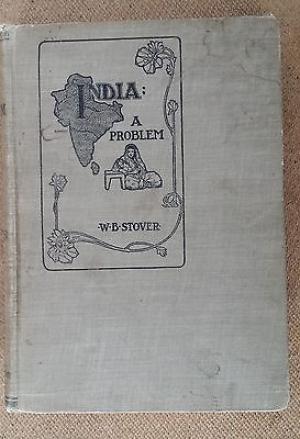 INDIA:
A
PROBLEM
W·B·STOVER